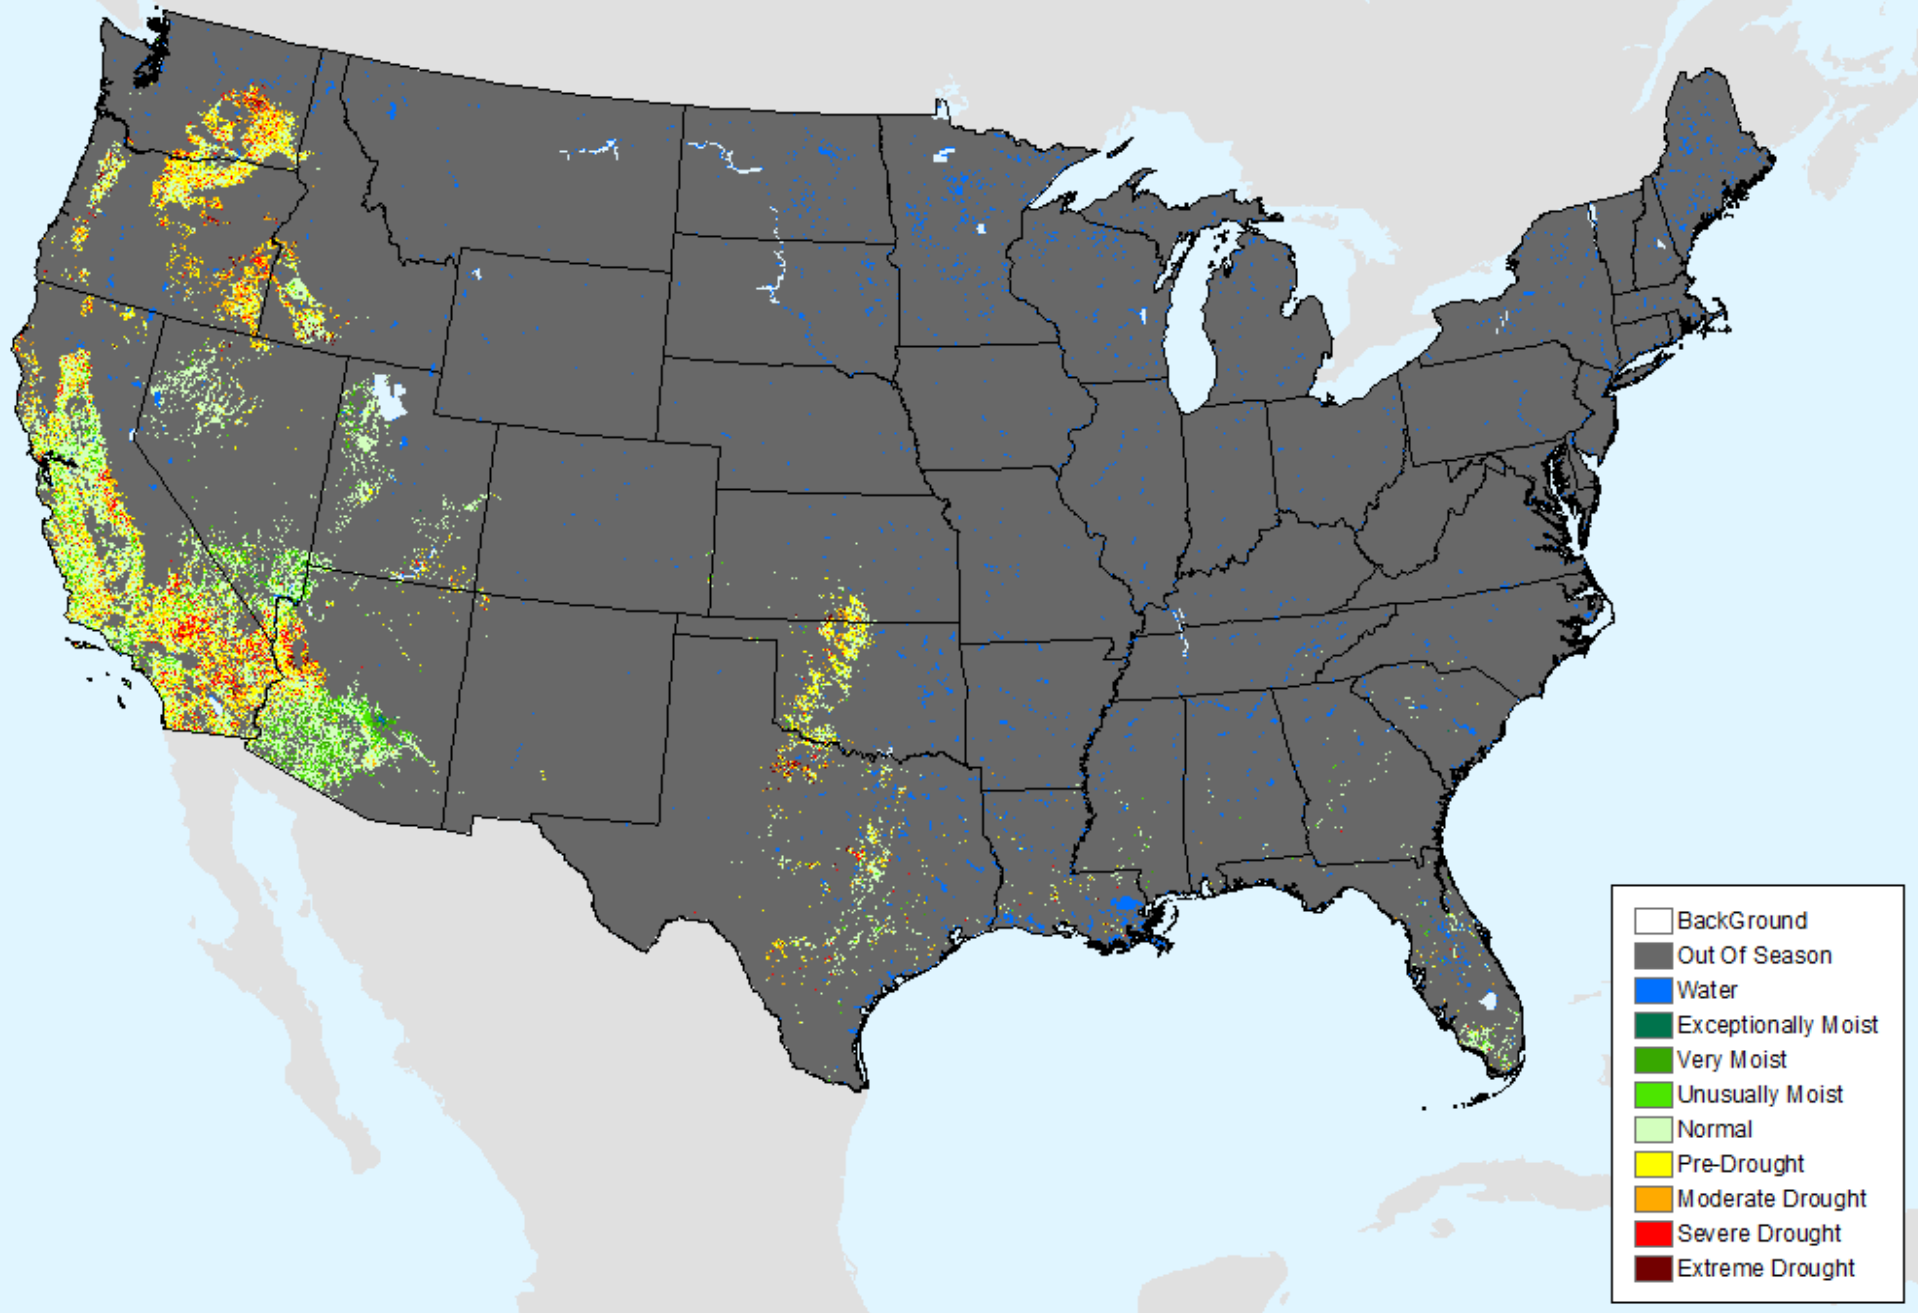 BackGround
Out Of Season
Water
Exceptionally Moist
Very Moist
Unusually Moist
Normal
Pre-Drought
Moderate Drought
Severe Drought
Extreme Drought